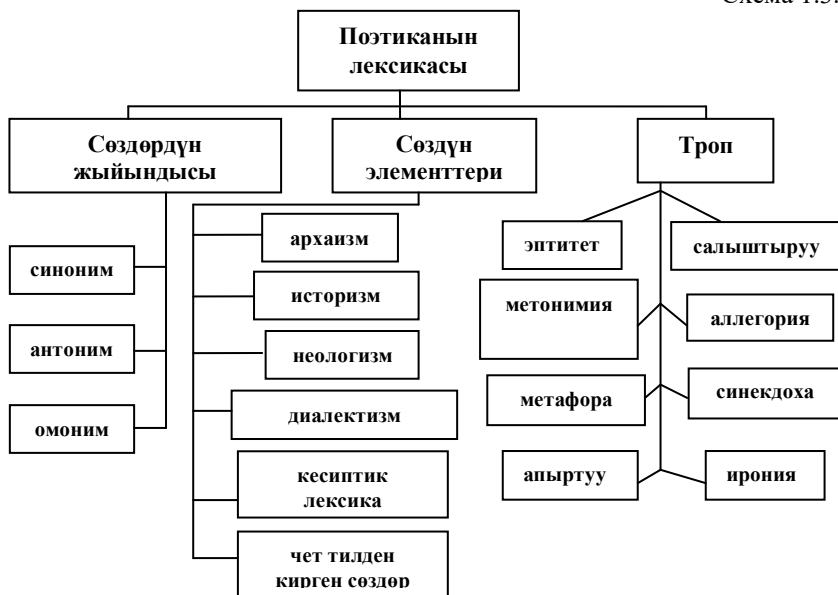 Схема 1.3.
Поэтиканын
лексикасы
Сөздөрдүн
жыйындысы
Сөздүн
элементтери
Троп
синоним
антоним
омоним
архаизм
историзм
неологизм
диалектизм
кесиптик
лексика
чет тилден
кирген сөздөр
эптитет
салыштыруу
метонимия
аллегория
метафора
синекдоха
апыртуу
ирония